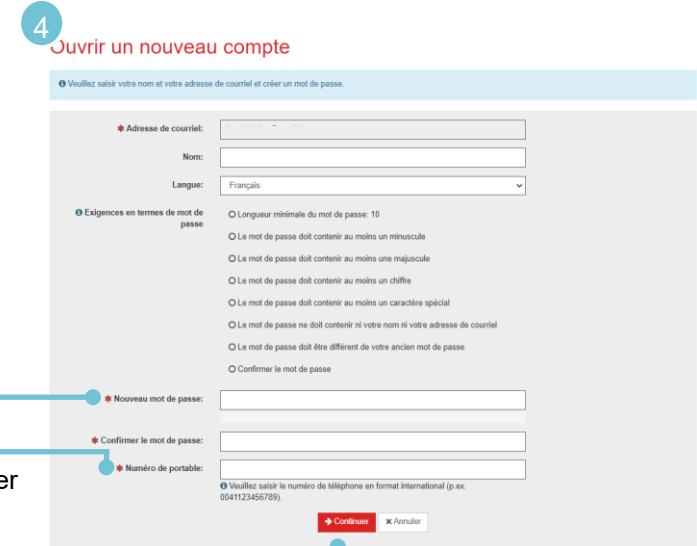 4
Ouvrir un nouveau compte
Veuillez saisir votre nom et votre adresse de courriel et créer un mot de passe.
* Adresse de courriel:
Nom:
Langue: Français
Exigences en termes de mot de passe
Longueur minimale du mot de passe: 10
Le mot de passe doit contenir au moins un minuscule
Le mot de passe doit contenir au moins une majuscule
Le mot de passe doit contenir au moins un chiffre
Le mot de passe doit contenir au moins un caractère spécial
Le mot de passe ne doit contenir ni votre nom ni votre adresse de courriel
Le mot de passe doit être différent de votre ancien mot de passe
Confirmer le mot de passe
* Nouveau mot de passe:
* Confirmer le mot de passe:
er
* Numéro de portable:
Veuillez saisir le numéro de téléphone en format international (p.ex.
0041123456789).
→ Continuer × Annuler